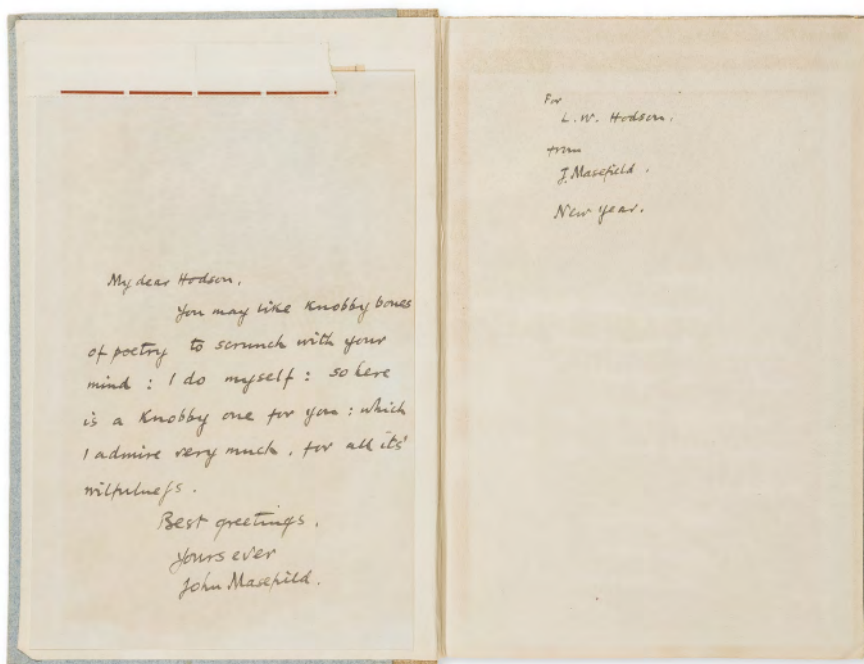 My dear Hodson,
You may like Knobby bones
of poetry to scrunch with your
mind : I do myself : so here
is a Knobby one for you : which
I admire very much, for all its'
wilfulneſs.
Best greetings.
Yours ever
John Masefield.
For
L. W. Hodson.
from
J. Masefield.
New Year.